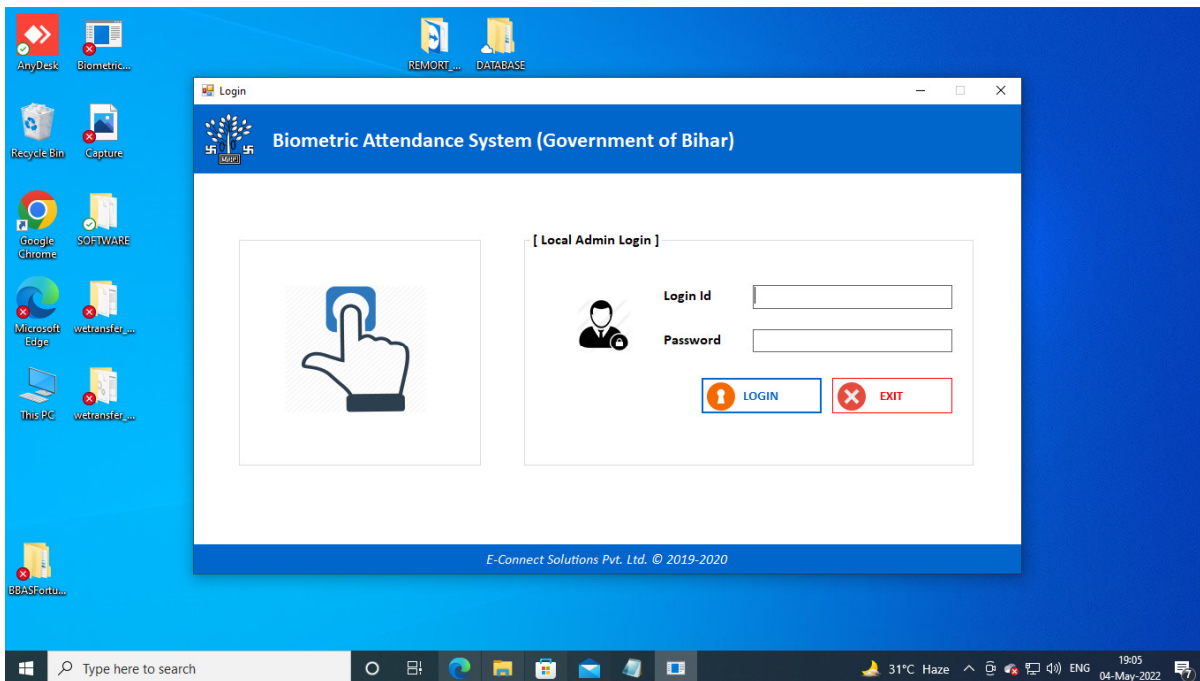 AnyDesk
Biometric...
REMORT_...
DATABASE
Login
Biometric Attendance System (Government of Bihar)
Recycle Bin
Capture
Google
Chrome
SOFTWARE
[ Local Admin Login ]
Login Id
Password
LOGIN
EXIT
Microsoft
Edge
wetransfer_...
This PC
wetransfer_...
E-Connect Solutions Pvt. Ltd. © 2019-2020
BBASFortu...
Type here to search
31°C Haze
ENG
19:05
04-May-2022
7